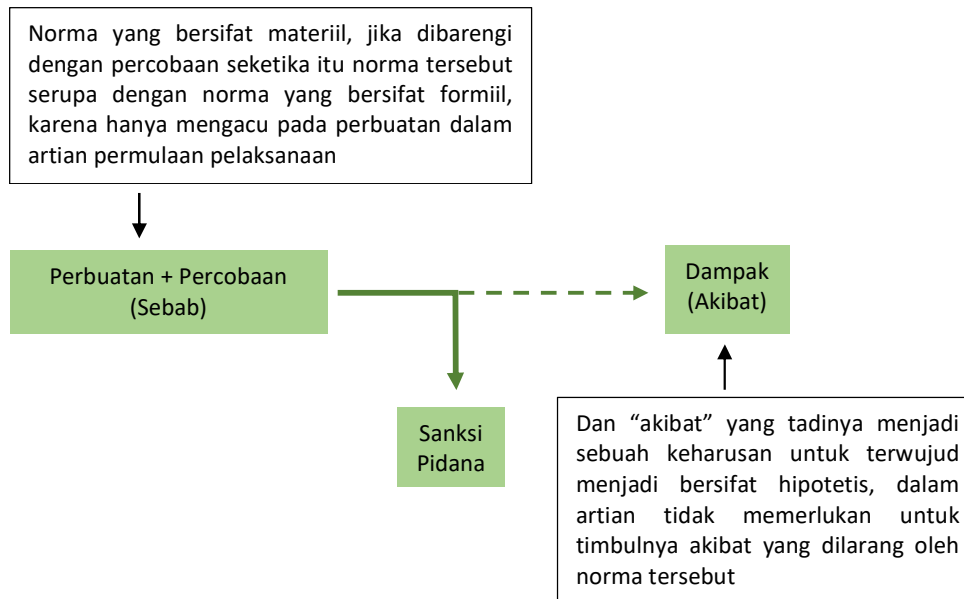 Norma yang bersifat materiil, jika dibarengi
dengan percobaan seketika itu norma tersebut
serupa dengan norma yang bersifat formiil,
karena hanya mengacu pada perbuatan dalam
artian permulaan pelaksanaan
Perbuatan + Percobaan
(Sebab)
Dampak
(Akibat)
Sanksi
Pidana
Dan “akibat” yang tadinya menjadi
sebuah keharusan untuk terwujud
menjadi bersifat hipotetis, dalam
artian tidak memerlukan untuk
timbulnya akibat yang dilarang oleh
norma tersebut